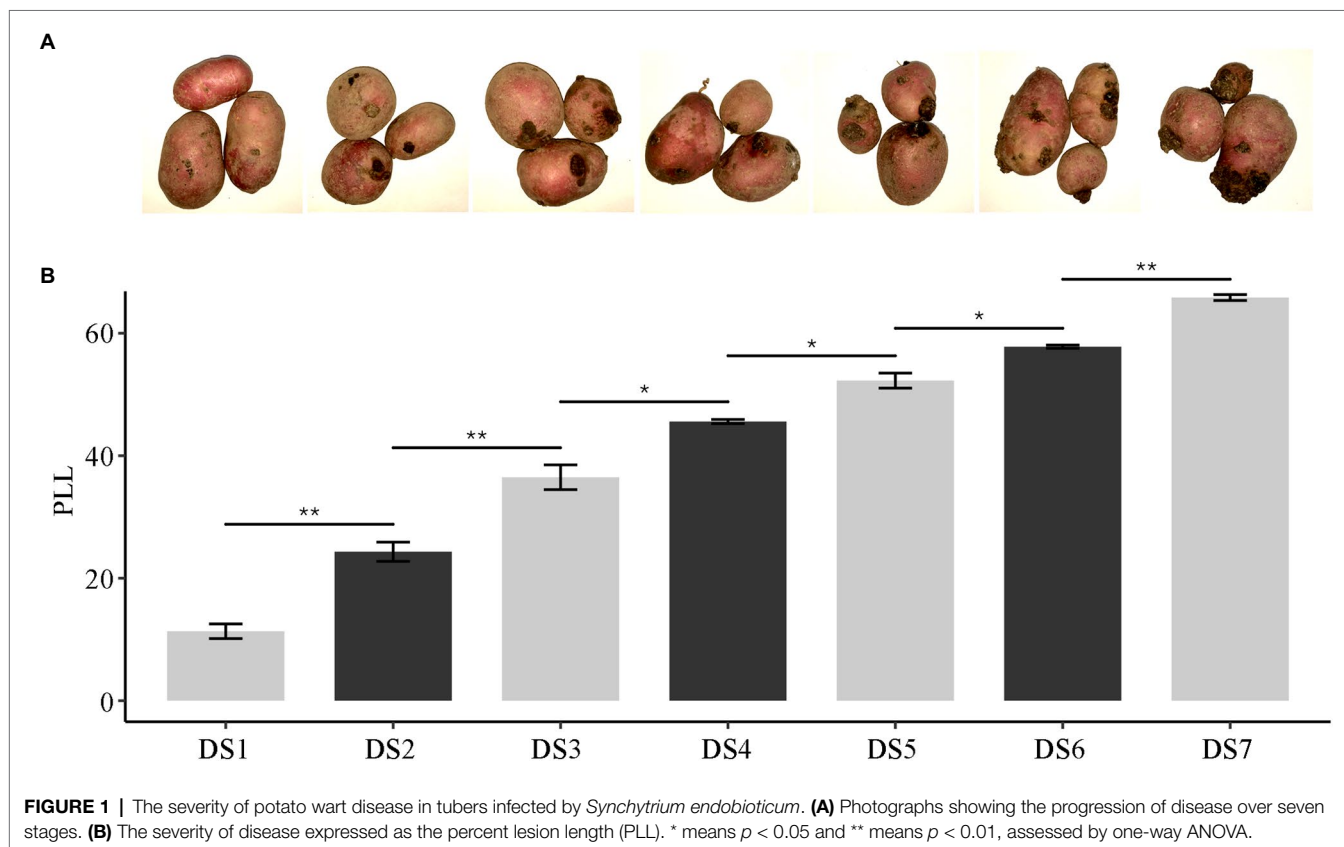 A
B
**
*
*
*
**
**
60
40
20
0
PLL
DS1 DS2 DS3 DS4 DS5 DS6 DS7
FIGURE 1 | The severity of potato wart disease in tubers infected by Synchytrium endobioticum. (A) Photographs showing the progression of disease over seven
stages. (B) The severity of disease expressed as the percent lesion length (PLL). * means p < 0.05 and ** means p < 0.01, assessed by one-way ANOVA.